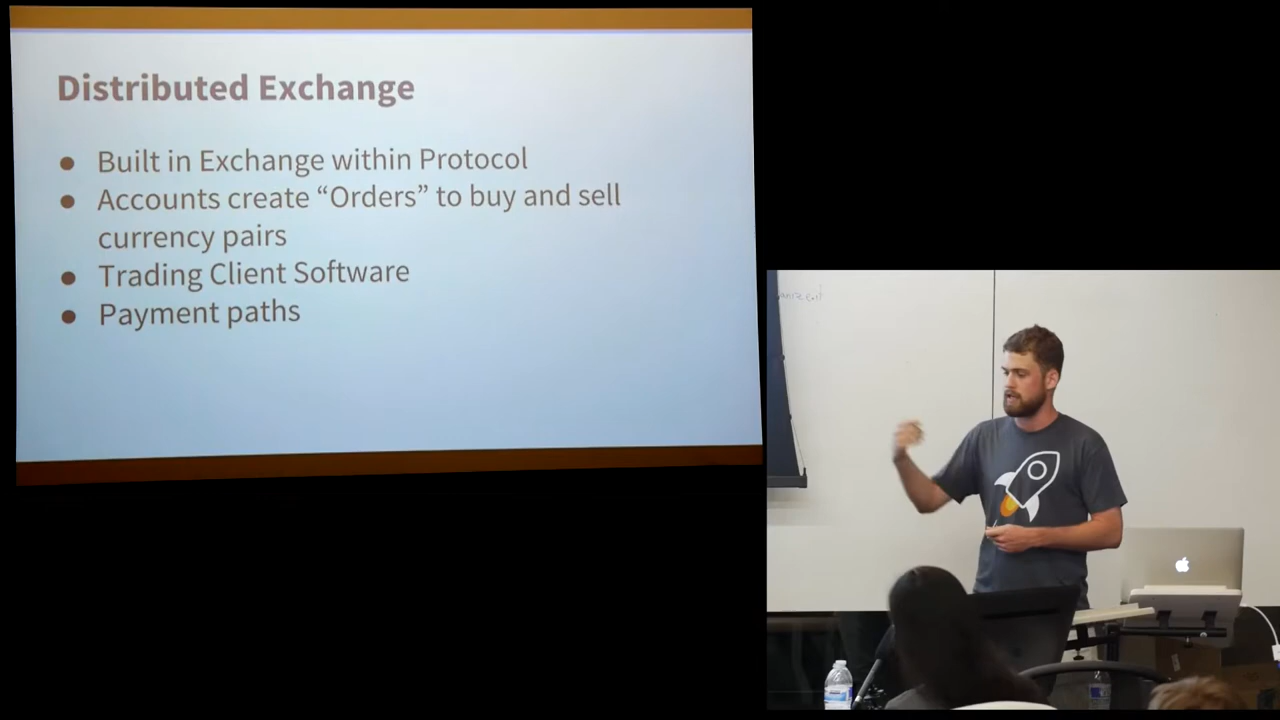 Distributed Exchange
● Built in Exchange within Protocol
● Accounts create “Orders” to buy and sell
currency pairs
● Trading Client Software
● Payment paths